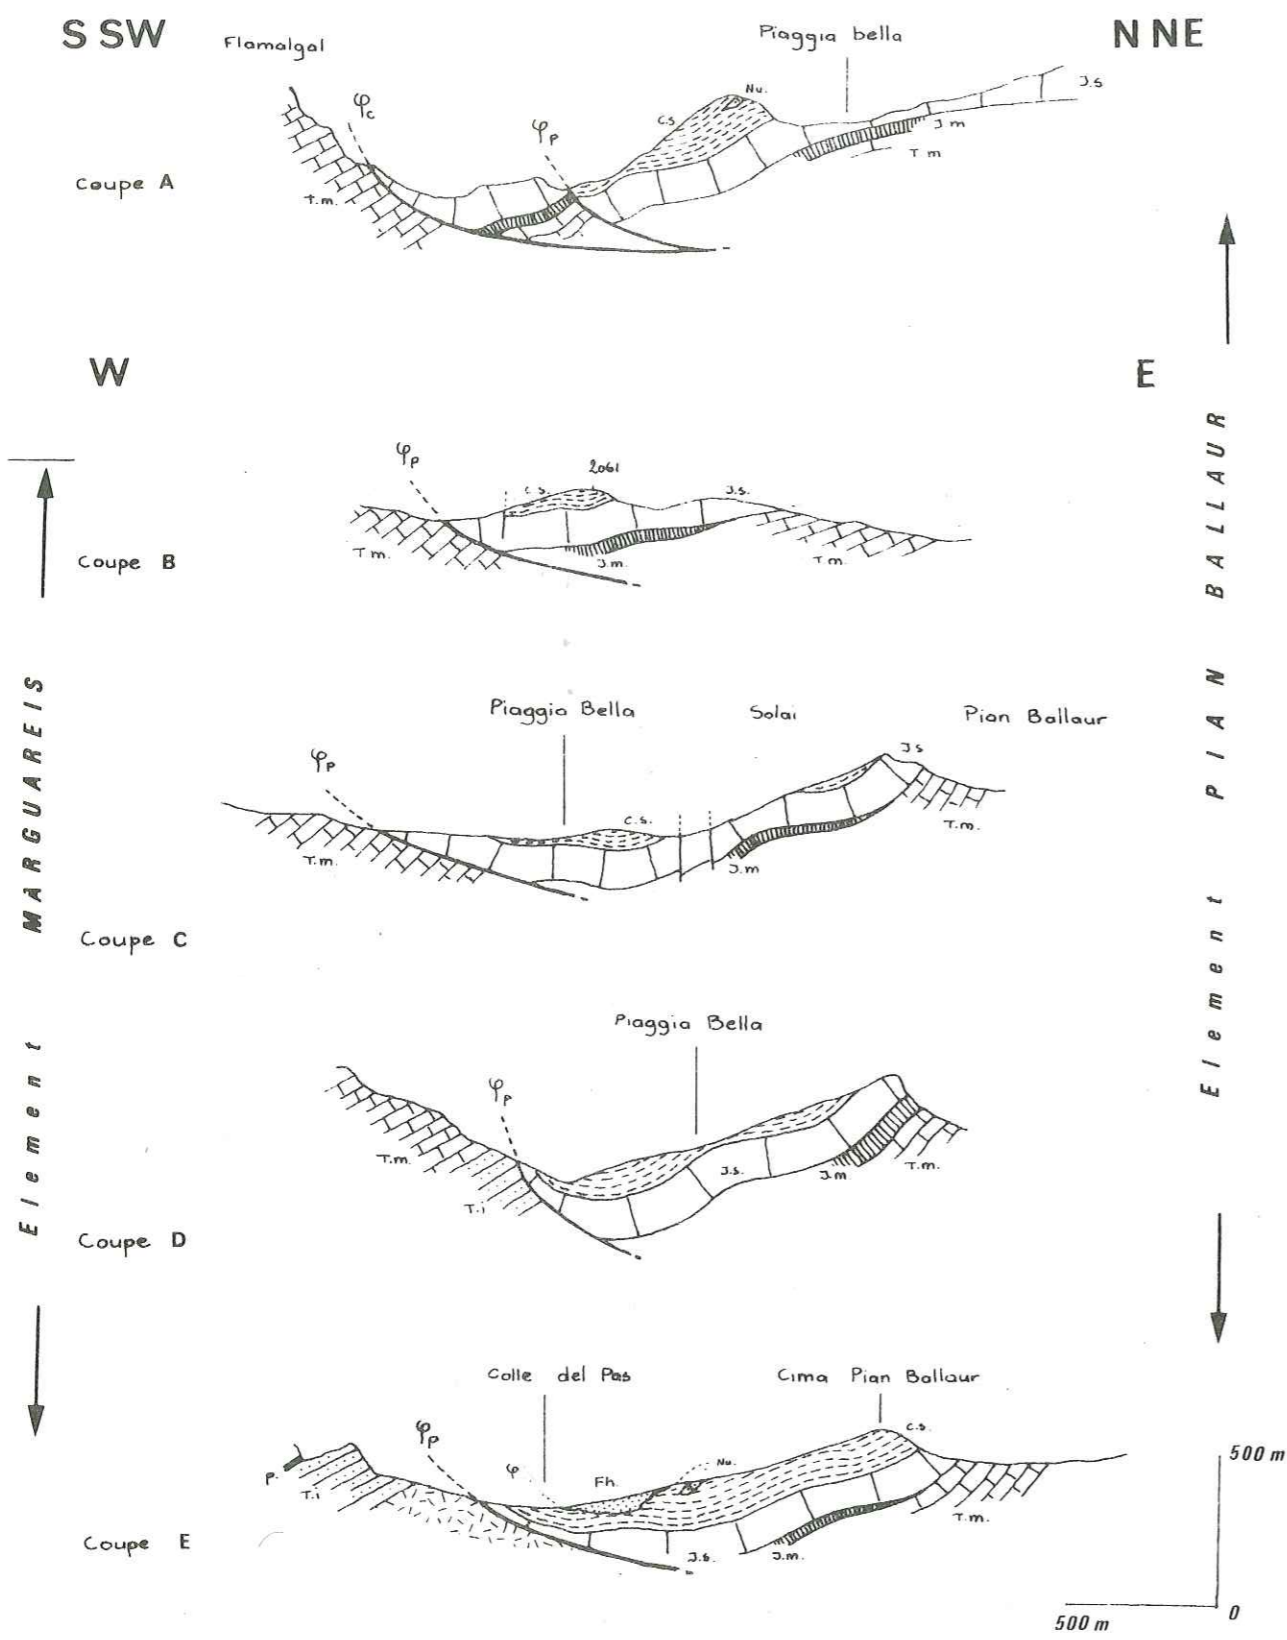 S SW
Flamalgal
Piaggia bella
N NE
φc
φp
C.S
Nu.
J.S
J.m
T.m
T.m.
Coupe A
W
E
φp
c.s.
2061
J.s.
T.m.
J.m.
T.m.
Coupe B
Piaggia Bella
Solai
Pian Ballaur
φp
c.s.
J.s
T.m.
J.m
T.m.
Coupe C
Piaggia Bella
φp
T.m.
T.i
J.s.
J.m.
T.m.
Coupe D
Colle del Pas
Cima Pian Ballaur
φp
φ
Fh.
Nu.
c.s.
P.
T.i
J.s.
J.m.
T.m.
Coupe E
500 m
0
500 m
Element MARGUAREIS
Element PIAN BALLAUR